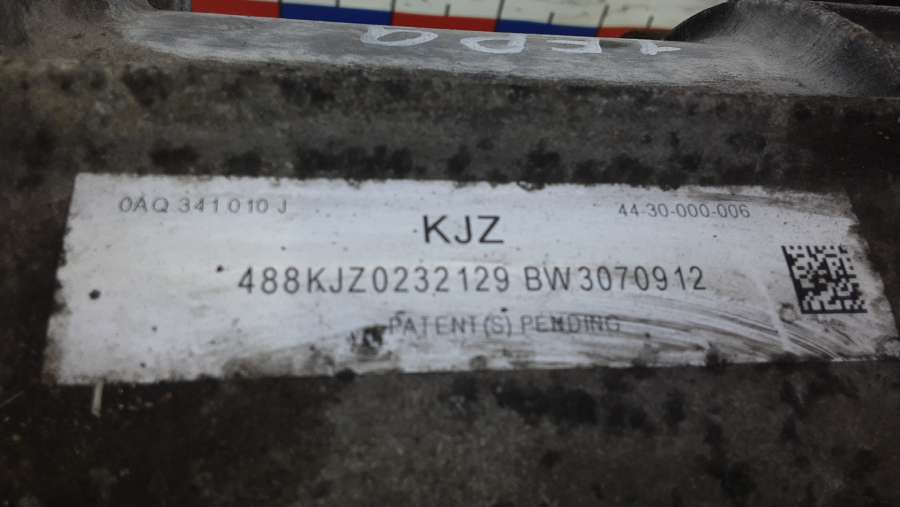 0AQ 341 010 J
44-30-000-006
KJZ
488KJZ0232129 BW3070912
PATENT(S) PENDING